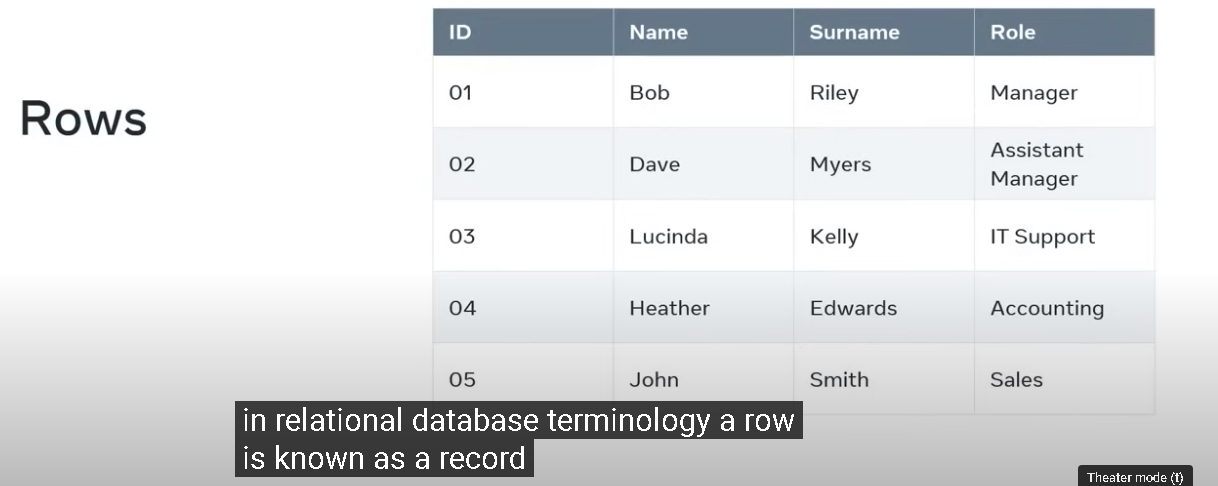 Rows
ID Name Surname Role
01 Bob Riley Manager
02 Dave Myers Assistant
Manager
03 Lucinda Kelly IT Support
04 Heather Edwards Accounting
05 John Smith Sales
in relational database terminology a row
is known as a record
Theater mode (t)